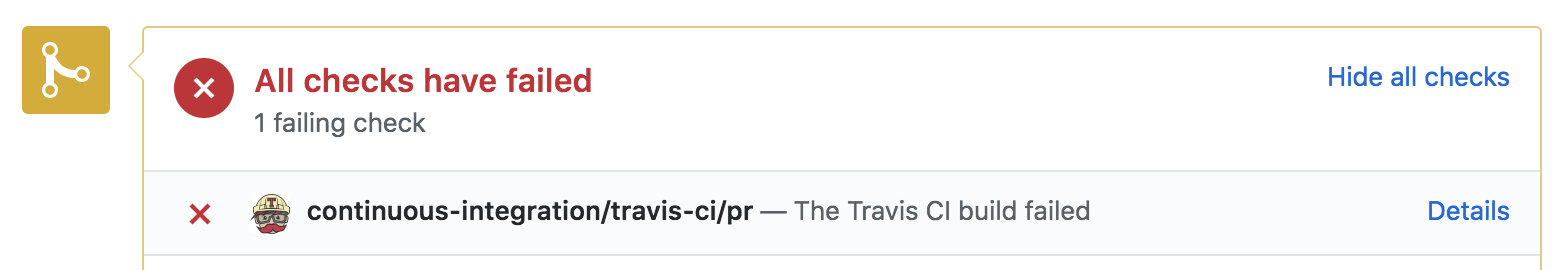 All checks have failed
Hide all checks
1 failing check
continuous-integration/travis-ci/pr — The Travis CI build failed
Details